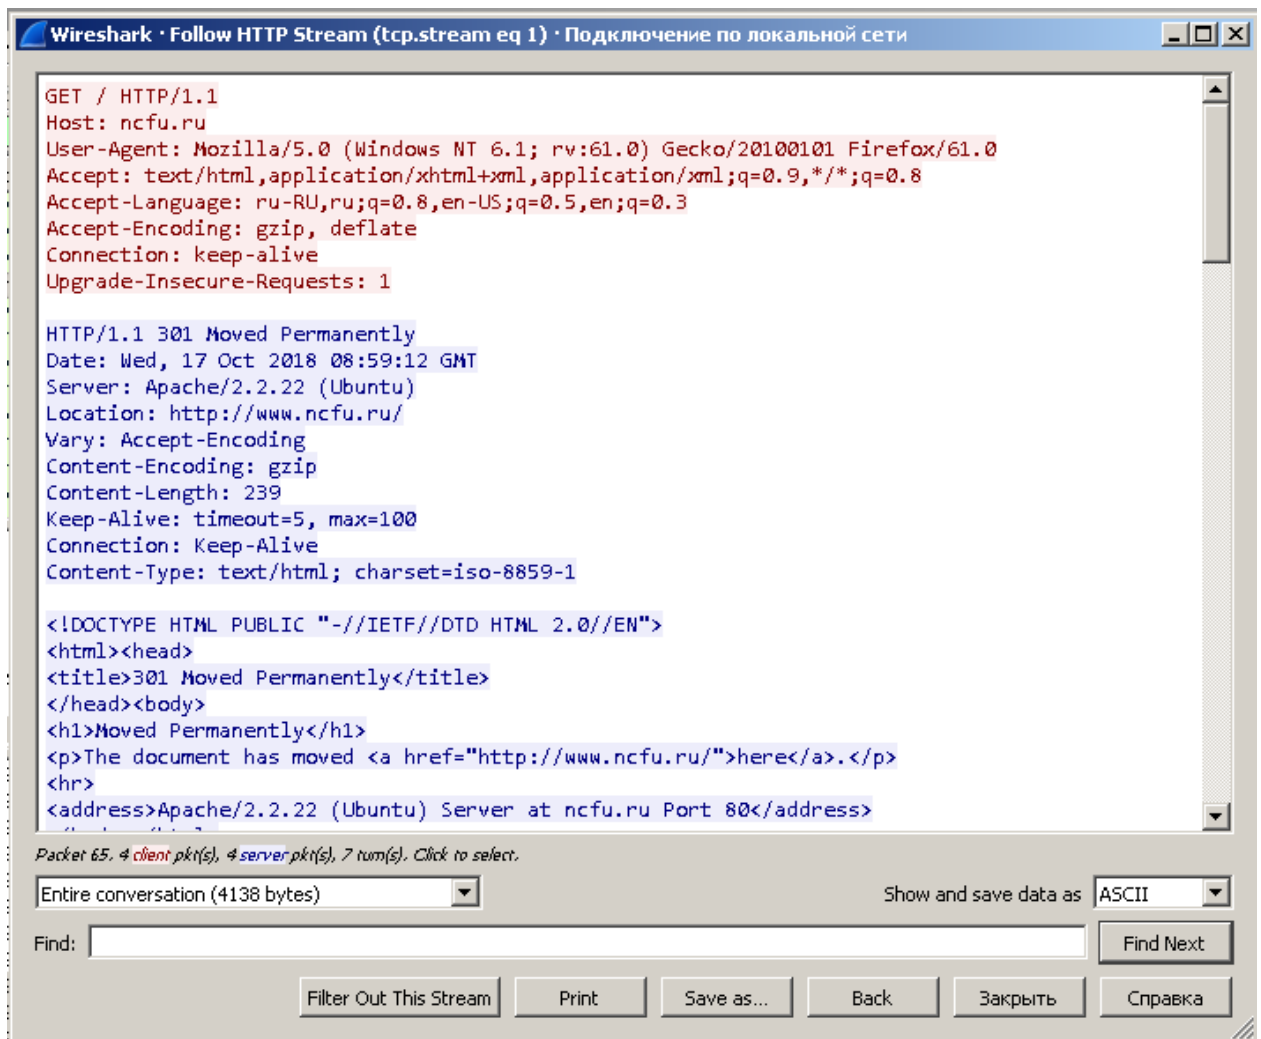 Wireshark · Follow HTTP Stream (tcp.stream eq 1) · Подключение по локальной сети
GET / HTTP/1.1
Host: ncfu.ru
User-Agent: Mozilla/5.0 (Windows NT 6.1; rv:61.0) Gecko/20100101 Firefox/61.0
Accept: text/html,application/xhtml+xml,application/xml;q=0.9,*/*;q=0.8
Accept-Language: ru-RU,ru;q=0.8,en-US;q=0.5,en;q=0.3
Accept-Encoding: gzip, deflate
Connection: keep-alive
Upgrade-Insecure-Requests: 1
HTTP/1.1 301 Moved Permanently
Date: Wed, 17 Oct 2018 08:59:12 GMT
Server: Apache/2.2.22 (Ubuntu)
Location: http://www.ncfu.ru/
Vary: Accept-Encoding
Content-Encoding: gzip
Content-Length: 239
Keep-Alive: timeout=5, max=100
Connection: Keep-Alive
Content-Type: text/html; charset=iso-8859-1
<!DOCTYPE HTML PUBLIC "-//IETF//DTD HTML 2.0//EN">
<html><head>
<title>301 Moved Permanently</title>
</head><body>
<h1>Moved Permanently</h1>
<p>The document has moved <a href="http://www.ncfu.ru/">here</a>.</p>
<hr>
<address>Apache/2.2.22 (Ubuntu) Server at ncfu.ru Port 80</address>
Packet 65. 4 client pkt(s), 4 server pkt(s), 7 turn(s). Click to select.
Entire conversation (4138 bytes) Show and save data as ASCII
Find: Find Next
Filter Out This Stream Print Save as... Back Закрыть Справка